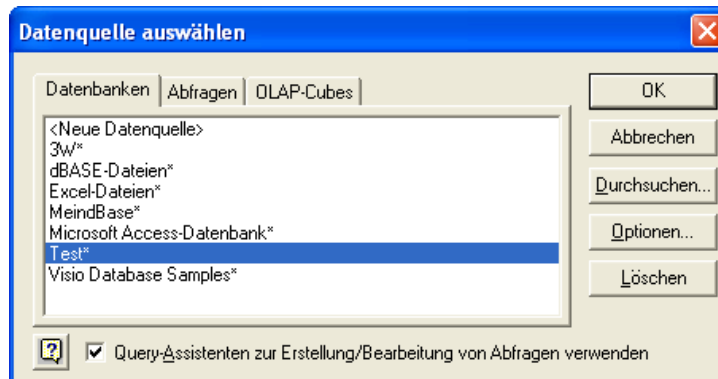 Datenquelle auswählen
Datenbanken Abfragen OLAP-Cubes
<Neue Datenquelle>
3W*
dBASE-Dateien*
Excel-Dateien*
MeindBase*
Microsoft Access-Datenbank*
Test*
Visio Database Samples*
OK
Abbrechen
Durchsuchen...
Optionen...
Löschen
Query-Assistenten zur Erstellung/Bearbeitung von Abfragen verwenden